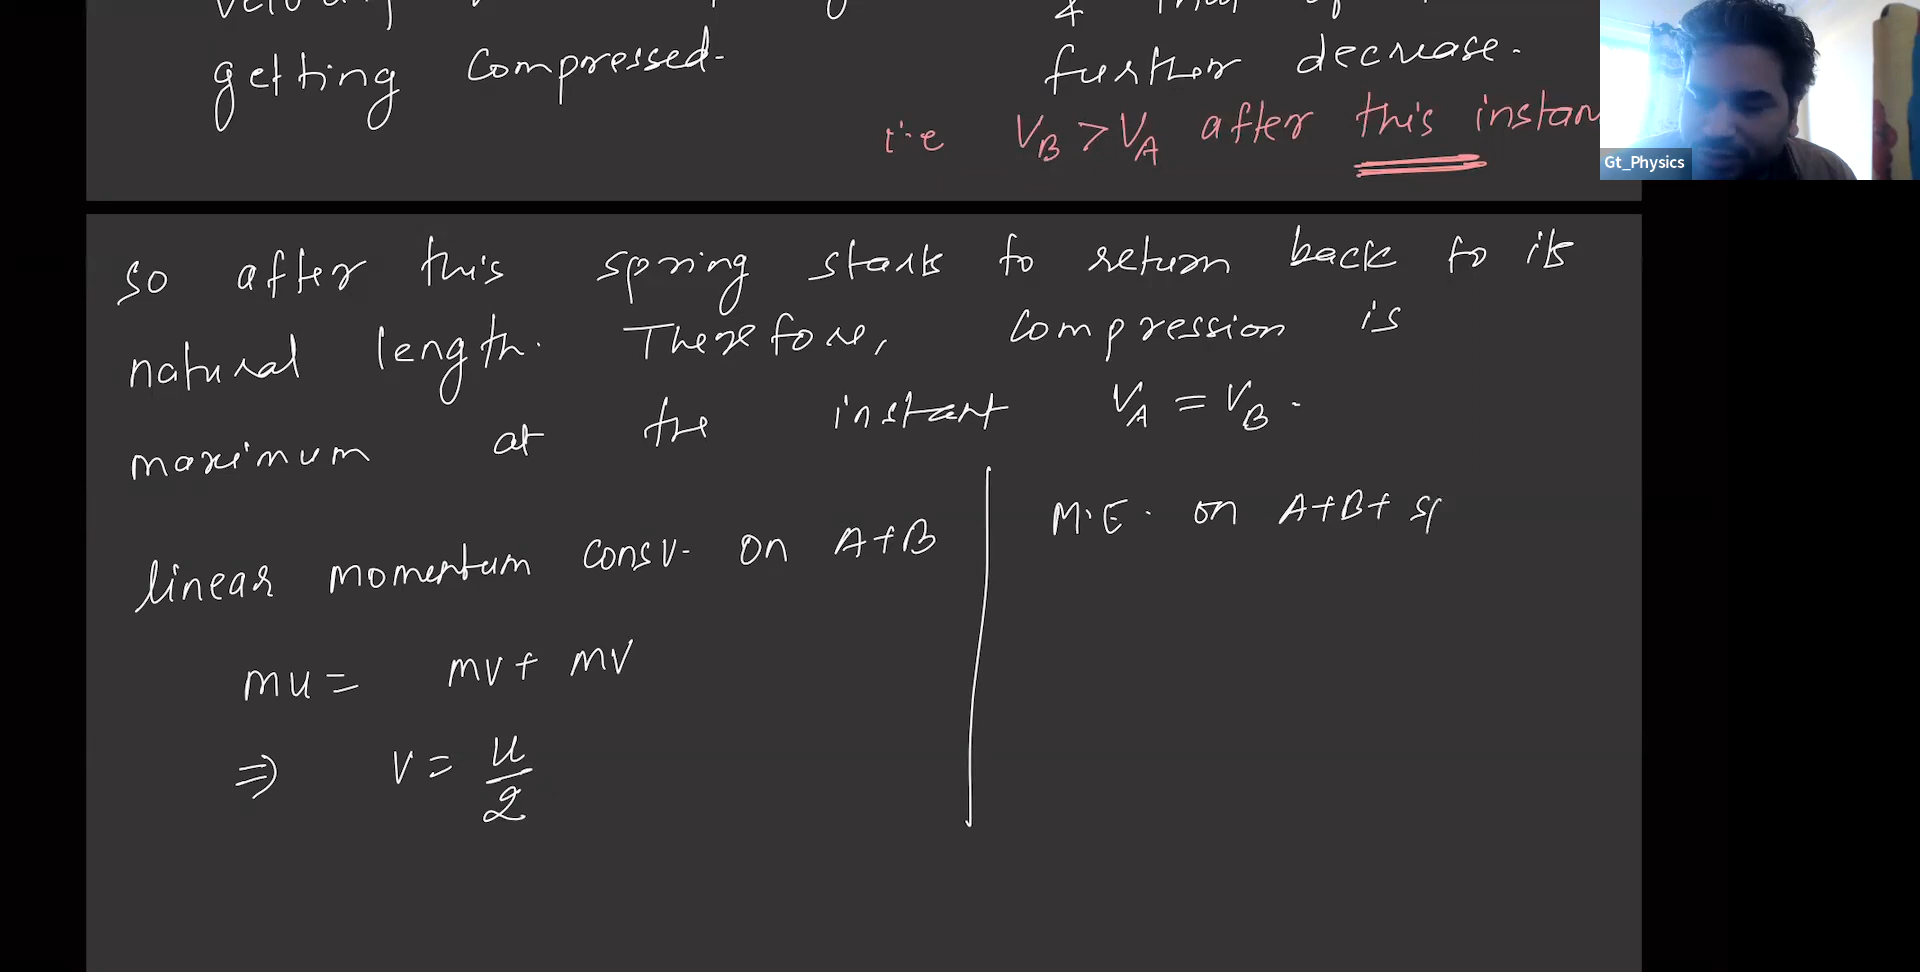 getting compressed.
further decrease.
i.e V_B > V_A after this instan
Gt_Physics
so after this spring starts to return back to its
natural length. Therefore, compression is
maximum at the instant V_A = V_B.
linear momentum consv. on A+B
mu = mv + mv
⇒ v = u/2
M.E. on A+B+ sp